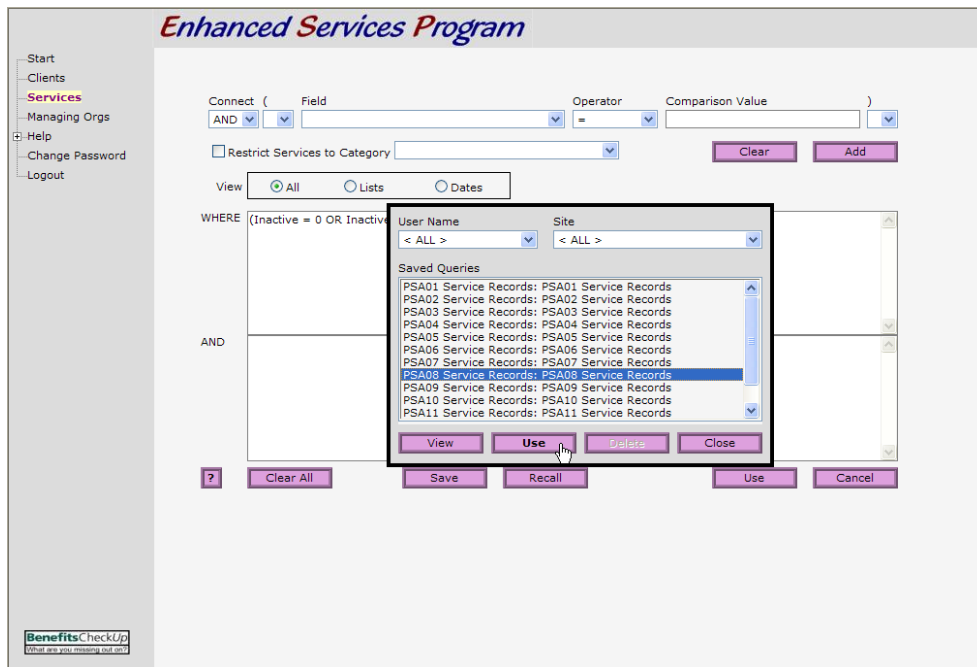 Enhanced Services Program
Start
Clients
Services
Managing Orgs
Help
Change Password
Logout
Connect ( Field Operator Comparison Value )
AND =
Restrict Services to Category
Clear Add
View All Lists Dates
WHERE (Inactive = 0 OR Inactive
User Name Site
< ALL > < ALL >
Saved Queries
PSA01 Service Records: PSA01 Service Records
PSA02 Service Records: PSA02 Service Records
PSA03 Service Records: PSA03 Service Records
PSA04 Service Records: PSA04 Service Records
PSA05 Service Records: PSA05 Service Records
PSA06 Service Records: PSA06 Service Records
PSA07 Service Records: PSA07 Service Records
PSA08 Service Records: PSA08 Service Records
PSA09 Service Records: PSA09 Service Records
PSA10 Service Records: PSA10 Service Records
PSA11 Service Records: PSA11 Service Records
View Use Delete Close
AND
? Clear All Save Recall Use Cancel
BenefitsCheckUp
What are you missing out on?